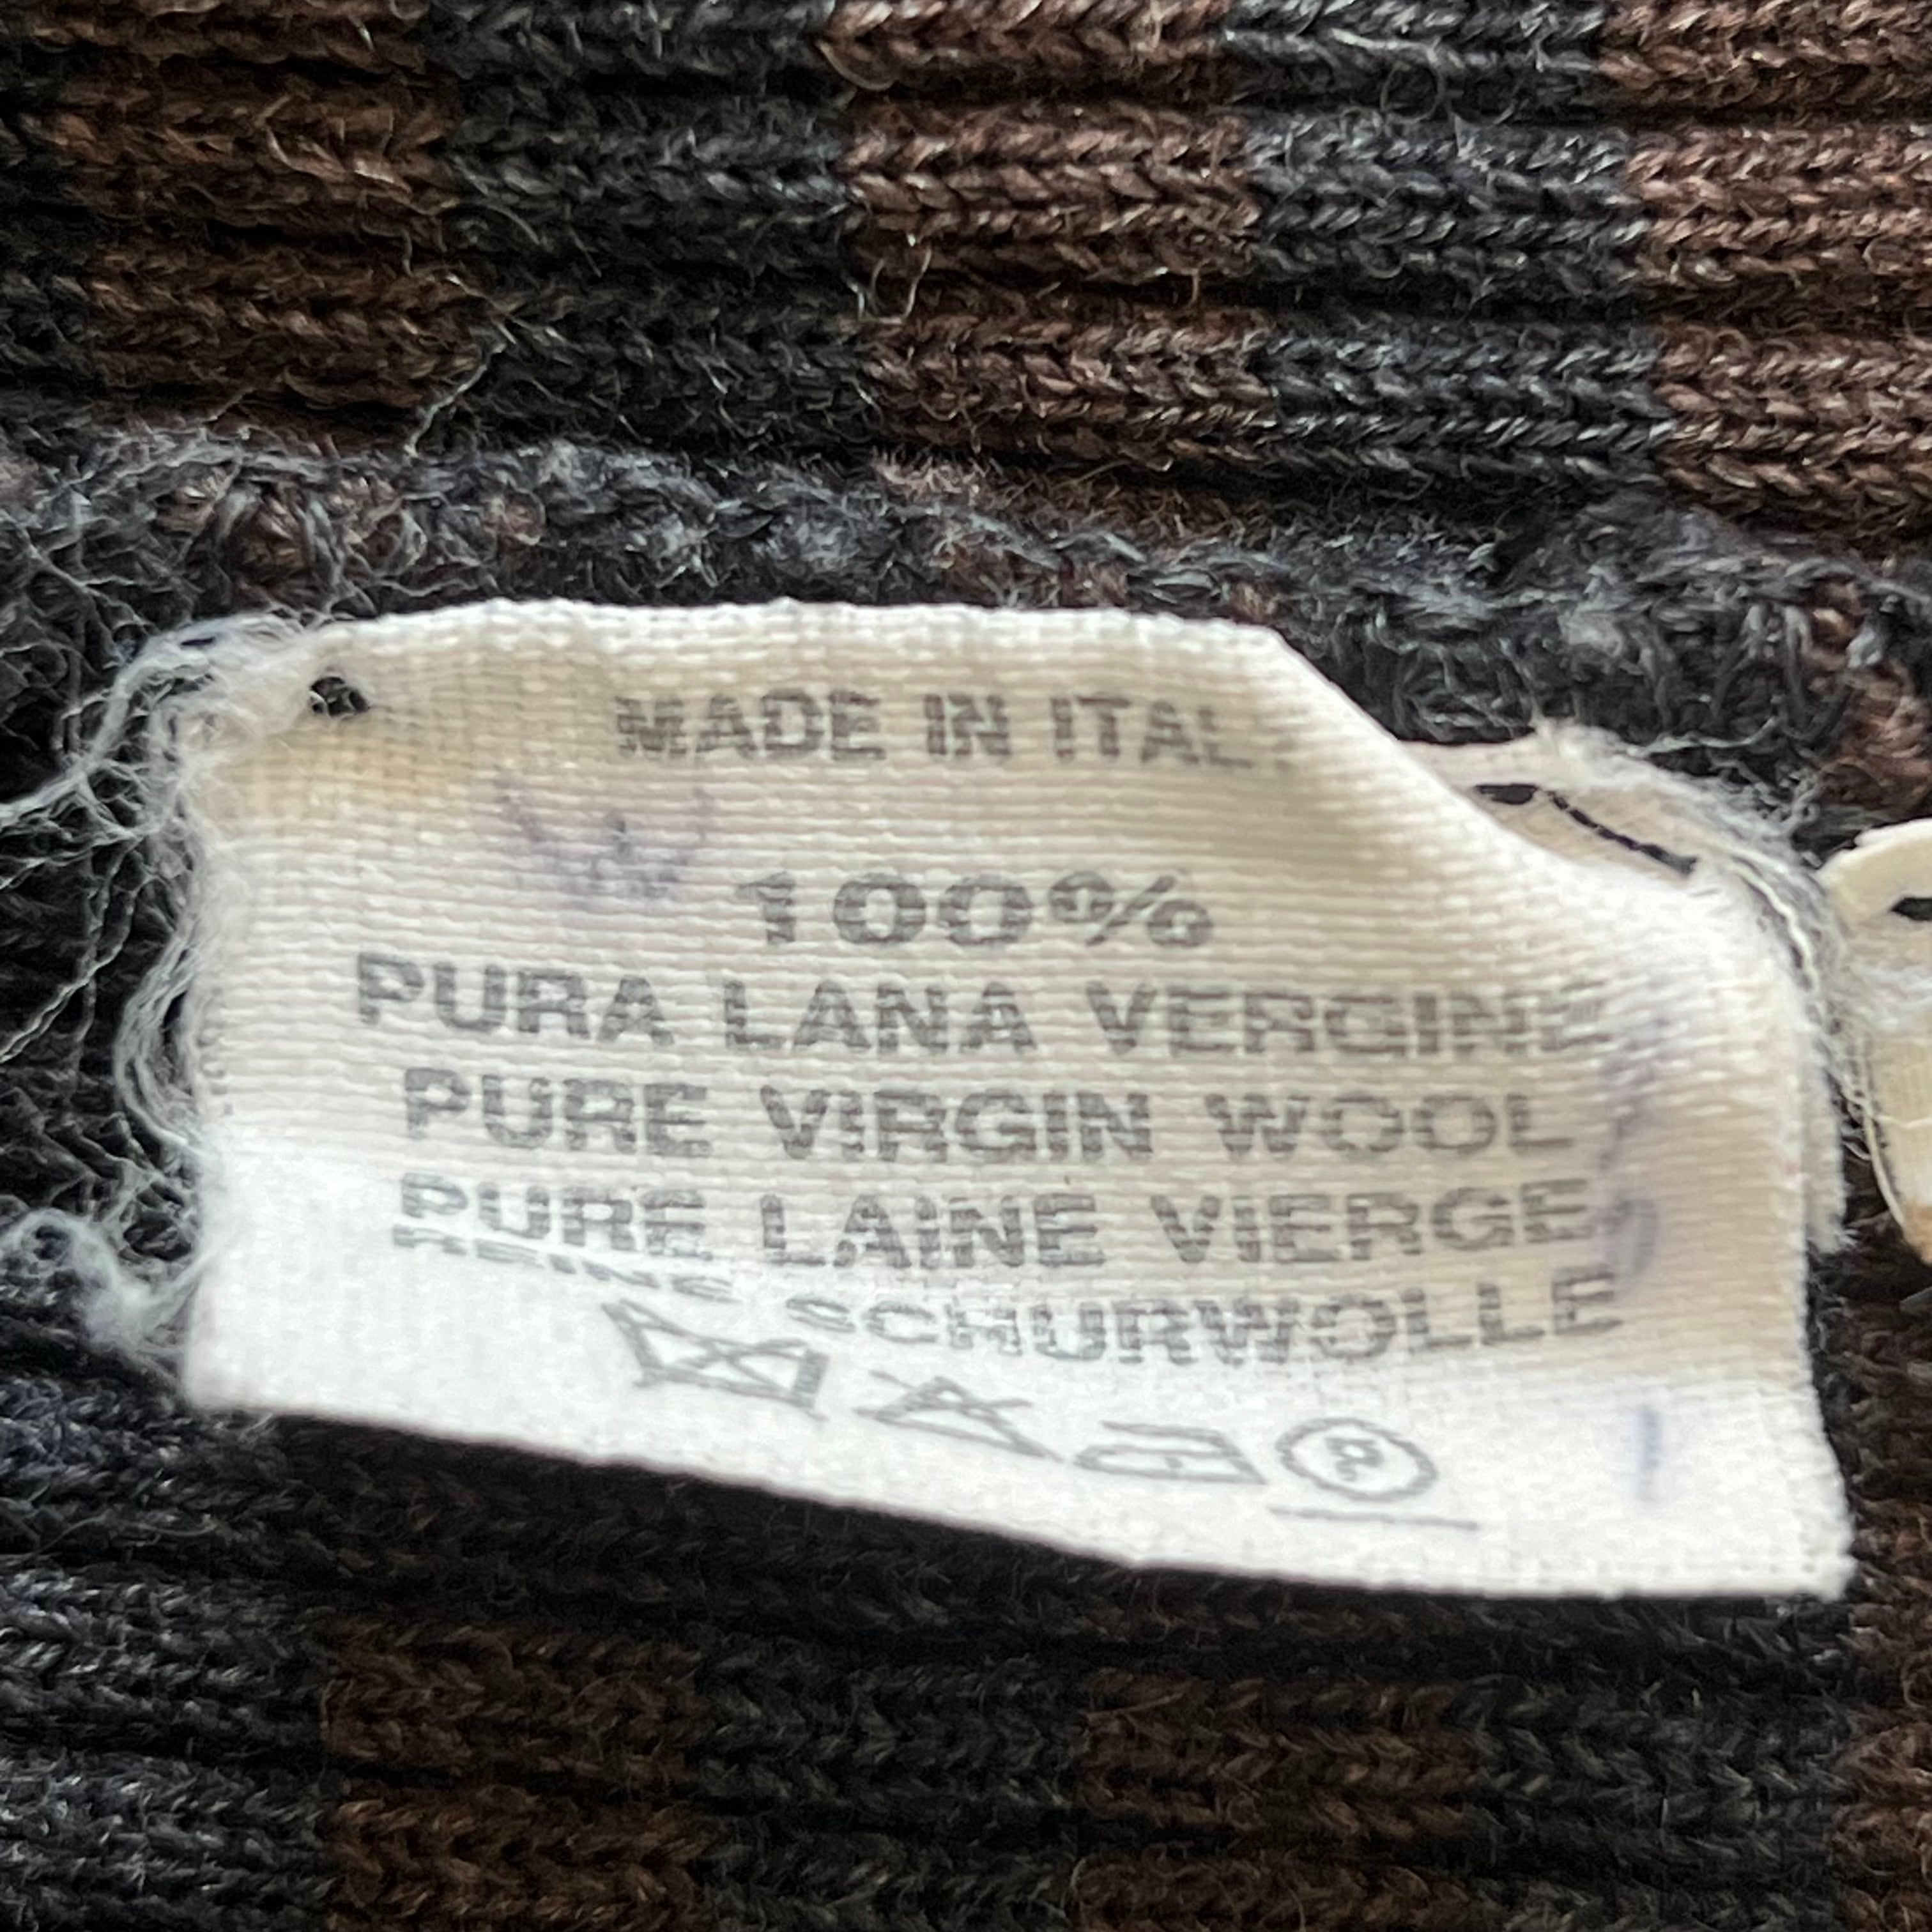 MADE IN ITAL
100%
PURA LANA VERGINE
PURE VIRGIN WOOL
PURE LAINE VIERGE
REINE SCHURWOLLE
P